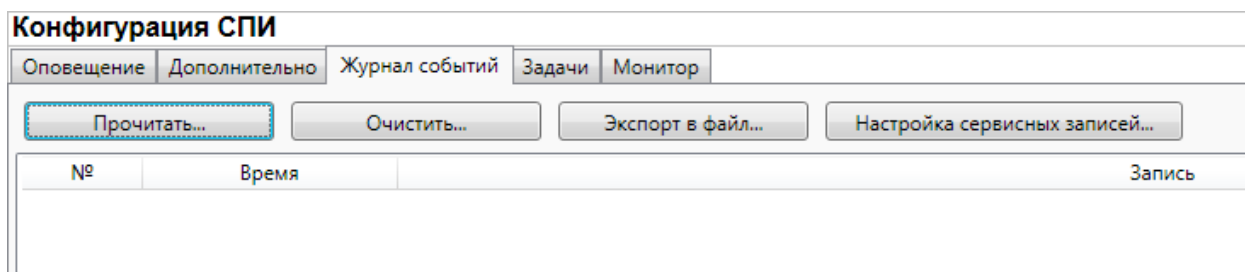 Конфигурация СПИ
Оповещение Дополнительно Журнал событий Задачи Монитор
Прочитать... Очистить... Экспорт в файл... Настройка сервисных записей...
№ Время Запись